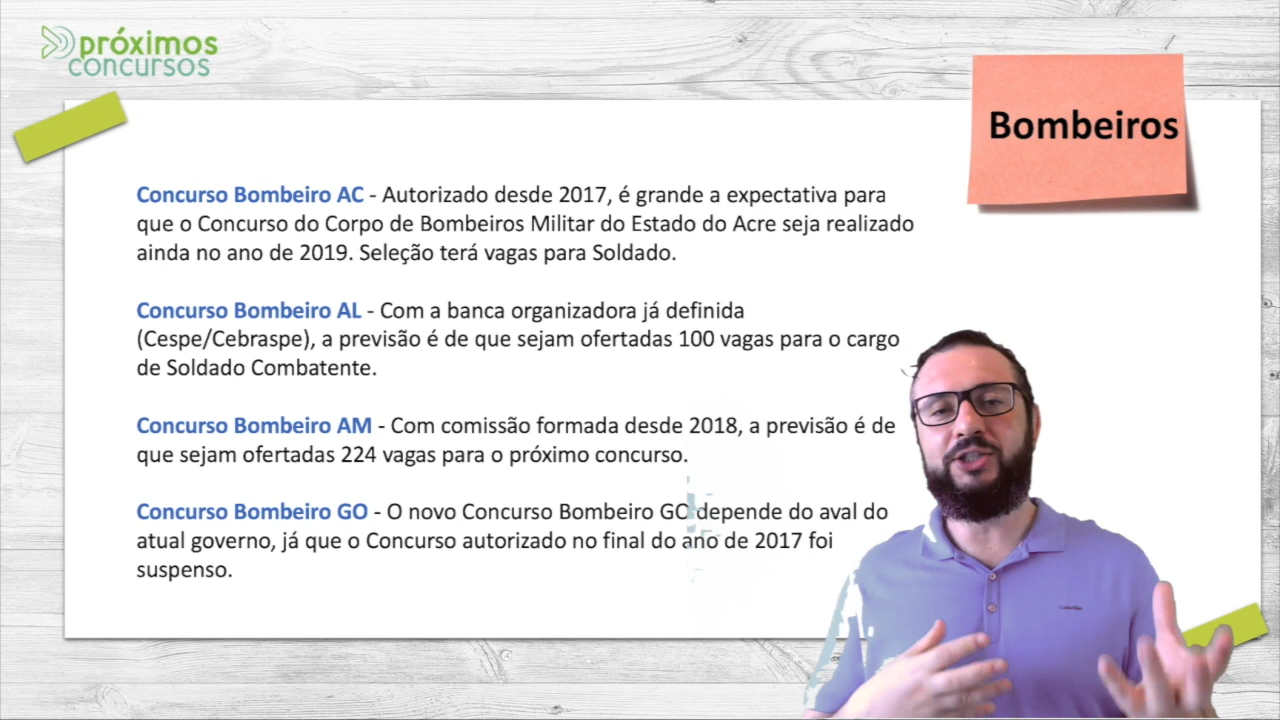 próximos
concursos
Bombeiros
Concurso Bombeiro AC - Autorizado desde 2017, é grande a expectativa para
que o Concurso do Corpo de Bombeiros Militar do Estado do Acre seja realizado
ainda no ano de 2019. Seleção terá vagas para Soldado.
Concurso Bombeiro AL - Com a banca organizadora já definida
(Cespe/Cebraspe), a previsão é de que sejam ofertadas 100 vagas para o cargo
de Soldado Combatente.
Concurso Bombeiro AM - Com comissão formada desde 2018, a previsão é de
que sejam ofertadas 224 vagas para o próximo concurso.
Concurso Bombeiro GO - O novo Concurso Bombeiro GO depende do aval do
atual governo, já que o Concurso autorizado no final do ano de 2017 foi
suspenso.